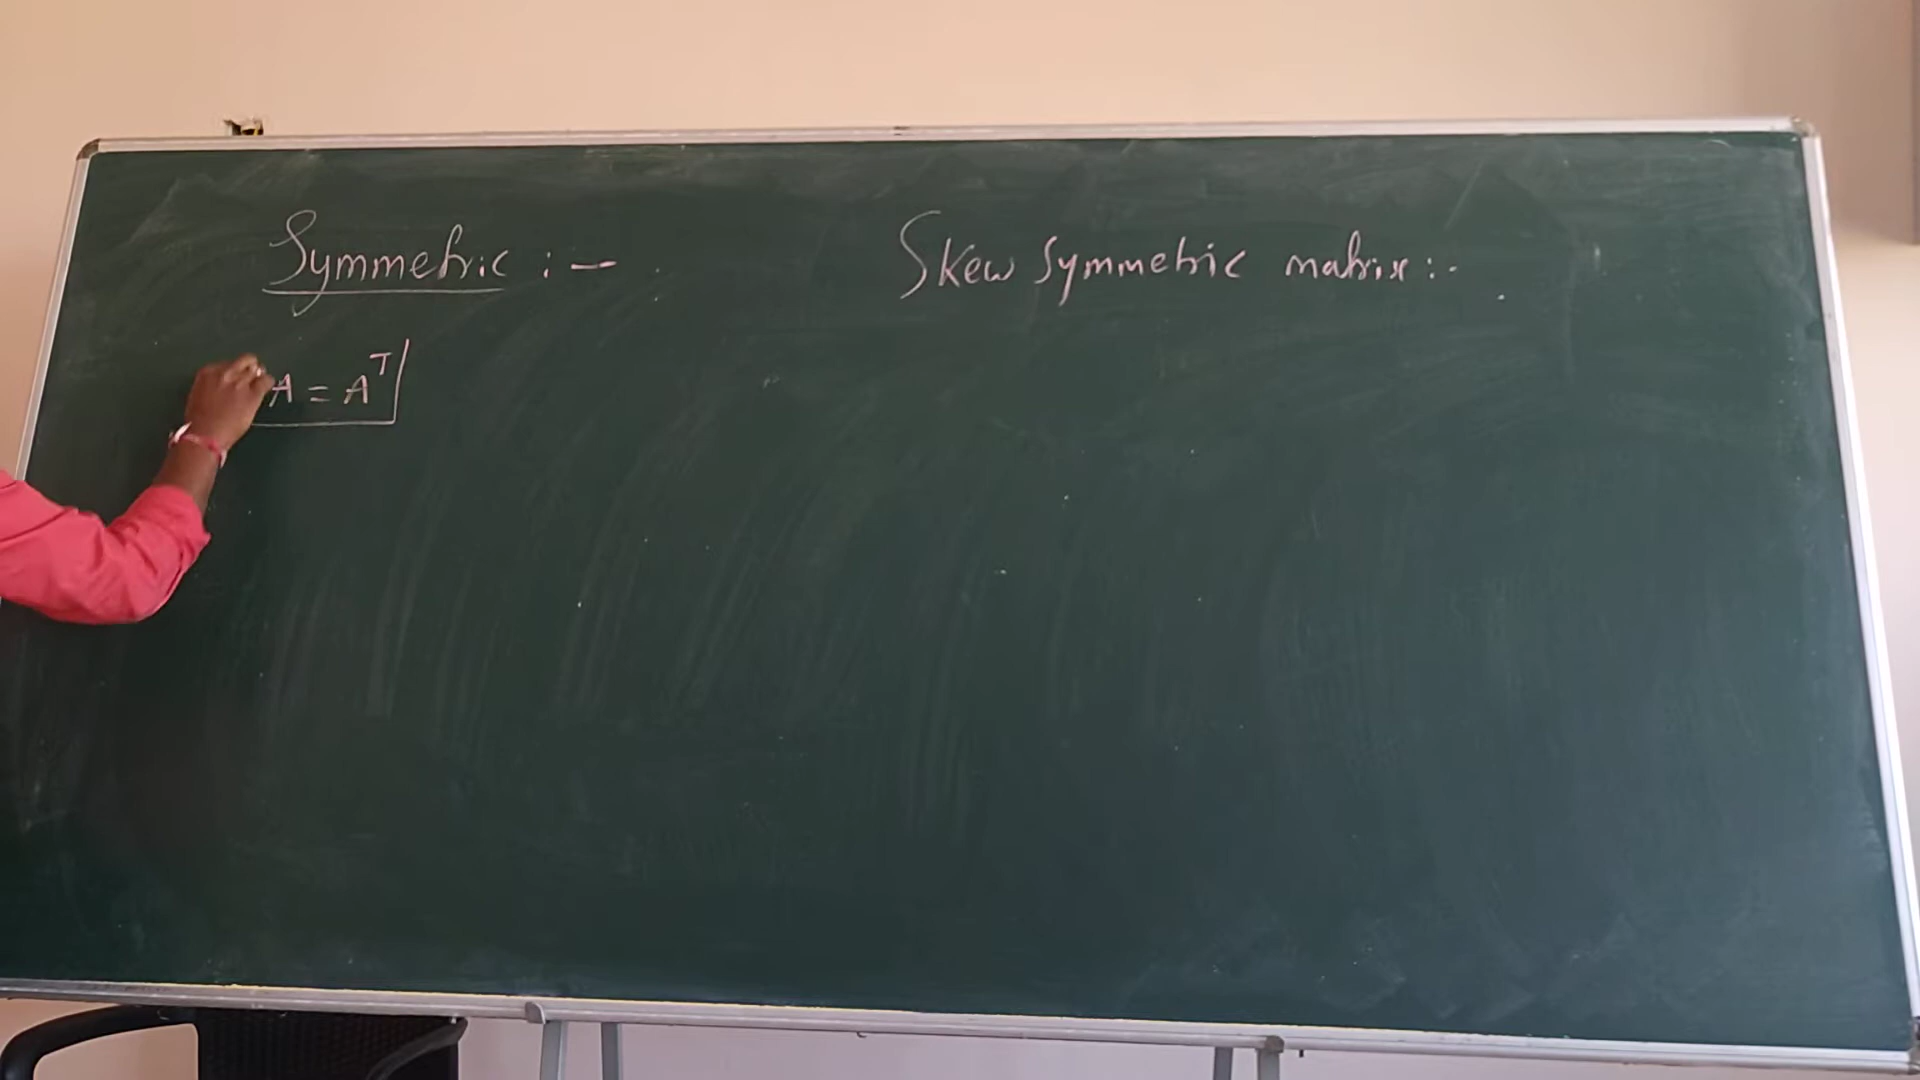 Symmetric :-
Skew Symmetric matrix :-
A = A^T